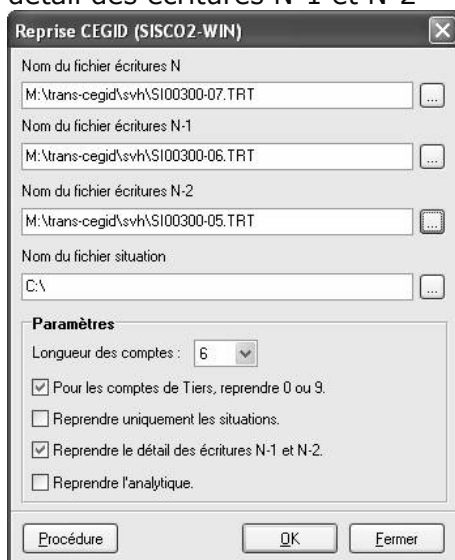 détail des écritures N-1 et N-2
Reprise CEGID (SISCO2-WIN)
Nom du fichier écritures N
M:\trans-cegid\svh\SI00300-07.TRT
...
Nom du fichier écritures N-1
M:\trans-cegid\svh\SI00300-06.TRT
...
Nom du fichier écritures N-2
M:\trans-cegid\svh\SI00300-05.TRT
...
Nom du fichier situation
C:\
...
Paramètres
Longueur des comptes : 6
Pour les comptes de Tiers, reprendre 0 ou 9.
Reprendre uniquement les situations.
Reprendre le détail des écritures N-1 et N-2.
Reprendre l'analytique.
Procédure OK Fermer